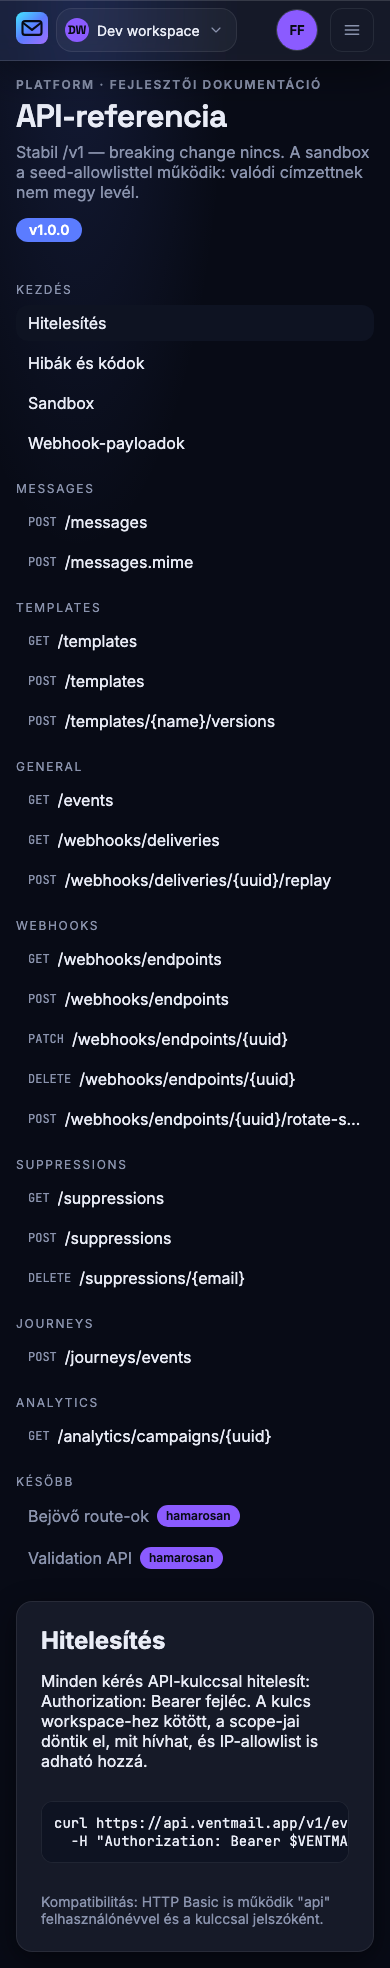 DW Dev workspace FF
PLATFORM · FEJLESZTŐI DOKUMENTÁCIÓ
API-referencia
Stabil /v1 — breaking change nincs. A sandbox
a seed-allowlisttel működik: valódi címzettnek
nem megy levél.
v1.0.0
KEZDÉS
Hitelesítés
Hibák és kódok
Sandbox
Webhook-payloadok
MESSAGES
POST /messages
POST /messages.mime
TEMPLATES
GET /templates
POST /templates
POST /templates/{name}/versions
GENERAL
GET /events
GET /webhooks/deliveries
POST /webhooks/deliveries/{uuid}/replay
WEBHOOKS
GET /webhooks/endpoints
POST /webhooks/endpoints
PATCH /webhooks/endpoints/{uuid}
DELETE /webhooks/endpoints/{uuid}
POST /webhooks/endpoints/{uuid}/rotate-s...
SUPPRESSIONS
GET /suppressions
POST /suppressions
DELETE /suppressions/{email}
JOURNEYS
POST /journeys/events
ANALYTICS
GET /analytics/campaigns/{uuid}
KÉSŐBB
Bejövő route-ok hamarosan
Validation API hamarosan
Hitelesítés
Minden kérés API-kulccsal hitelesít:
Authorization: Bearer fejléc. A kulcs
workspace-hez kötött, a scope-jai
döntik el, mit hívhat, és IP-allowlist is
adható hozzá.
curl https://api.ventmail.app/v1/ev
-H "Authorization: Bearer $VENTMA
Kompatibilitás: HTTP Basic is működik "api"
felhasználónévvel és a kulccsal jelszóként.